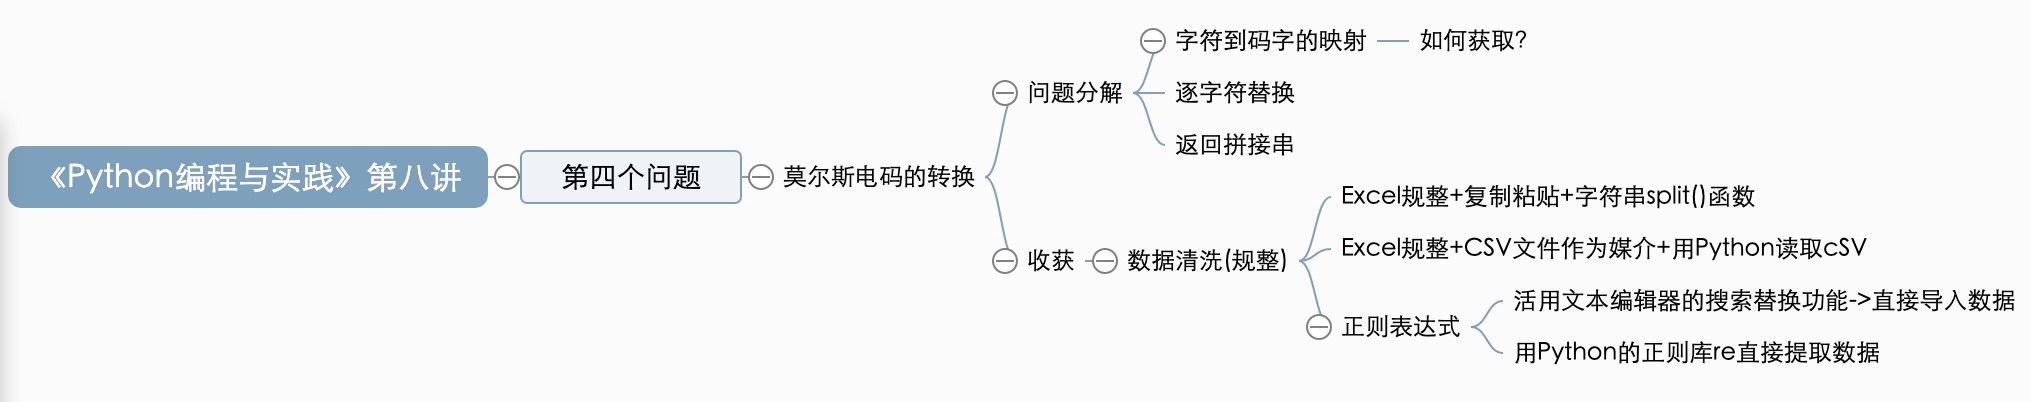 《Python编程与实践》第八讲
第四个问题
莫尔斯电码的转换
问题分解
字符到码字的映射
如何获取?
逐字符替换
返回拼接串
收获
数据清洗(规整)
Excel规整+复制粘贴+字符串split()函数
Excel规整+CSV文件作为媒介+用Python读取cSV
正则表达式
活用文本编辑器的搜索替换功能->直接导入数据
用Python的正则库re直接提取数据